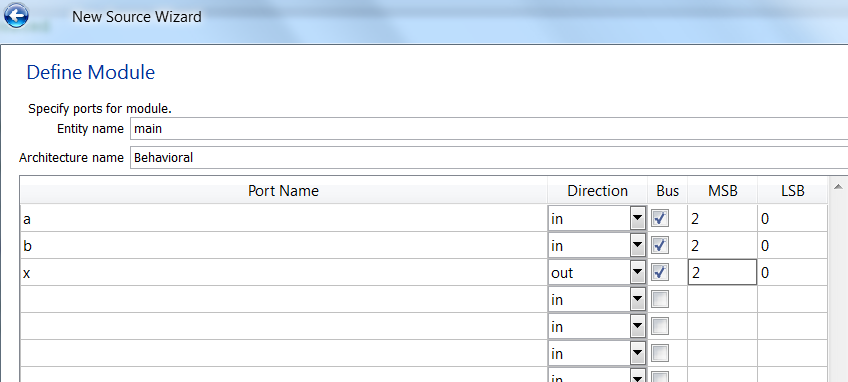 New Source Wizard
Define Module
Specify ports for module.
Entity name main
Architecture name Behavioral
Port Name Direction Bus MSB LSB
a in 2 0
b in 2 0
x out 2 0
in
in
in
in